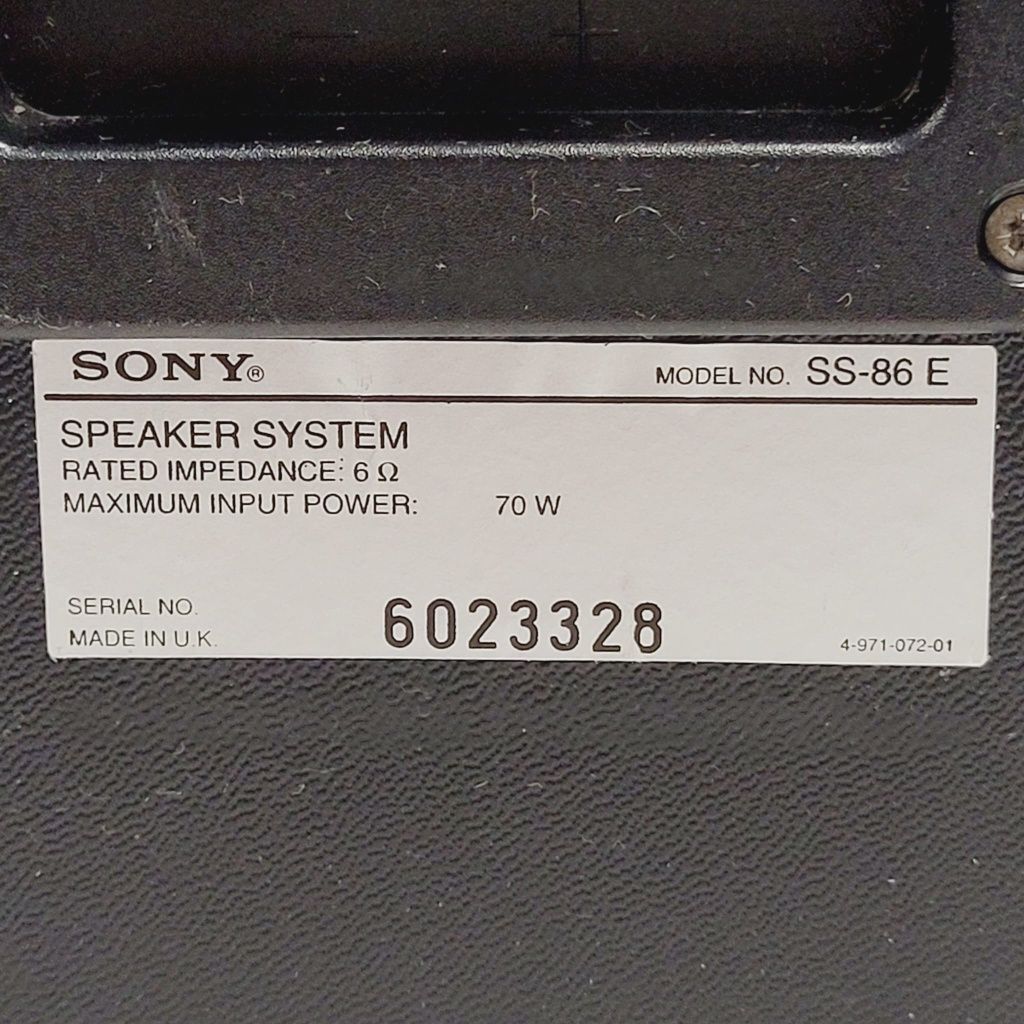 SONY®
MODEL NO. SS-86 E
SPEAKER SYSTEM
RATED IMPEDANCE: 6 Ω
MAXIMUM INPUT POWER: 70 W
SERIAL NO. 6023328
MADE IN U.K.
4-971-072-01